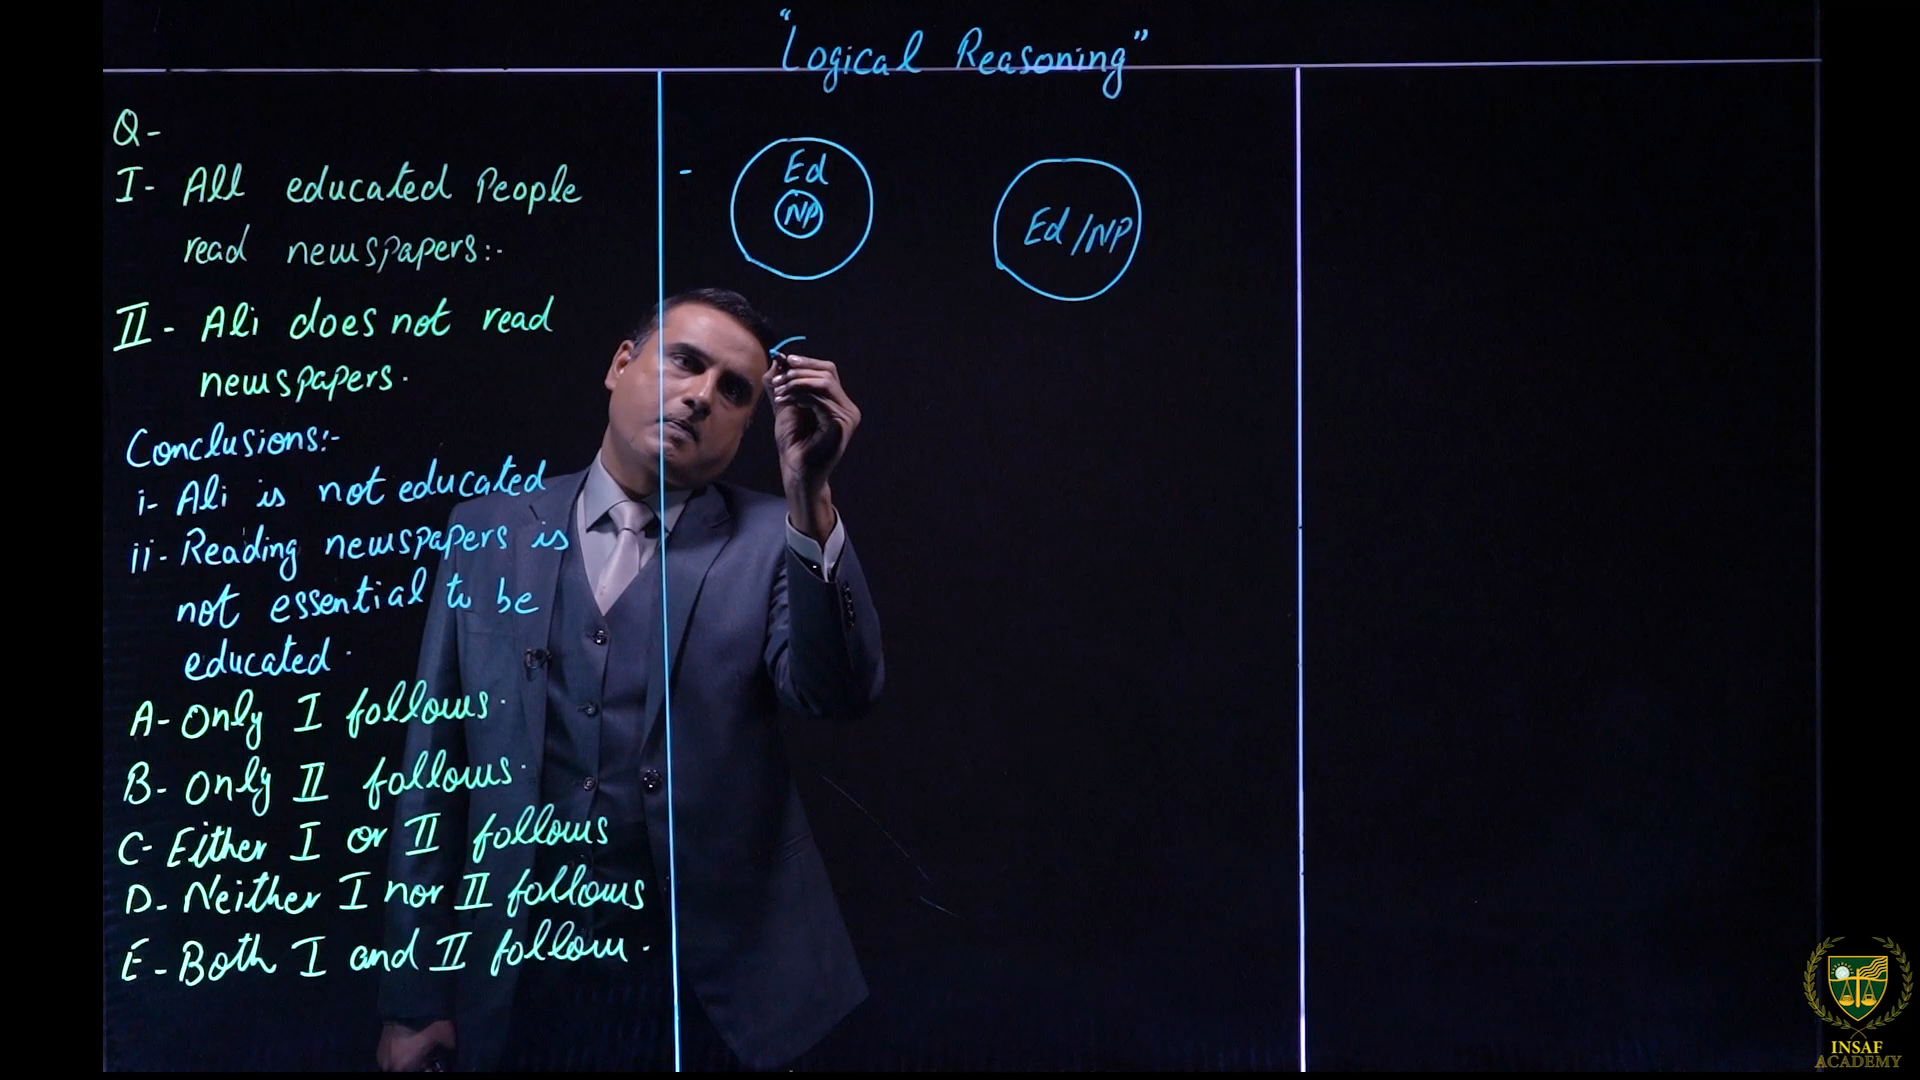 "Logical Reasoning"
Q-
I- All educated People
read newspapers:-
II- Ali does not read
newspapers.
Conclusions:-
i- Ali is not educated
ii- Reading newspapers is
not essential to be
educated.
A- Only I follows.
B- Only II follows.
C- Either I or II follows
D- Neither I nor II follows
E- Both I and II follow.
- Ed
NP
Ed/NP
INSAF
ACADEMY